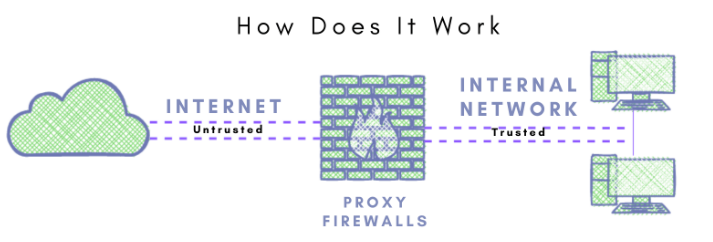 How Does It Work
INTERNET
Untrusted
INTERNAL
NETWORK
Trusted
PROXY
FIREWALLS